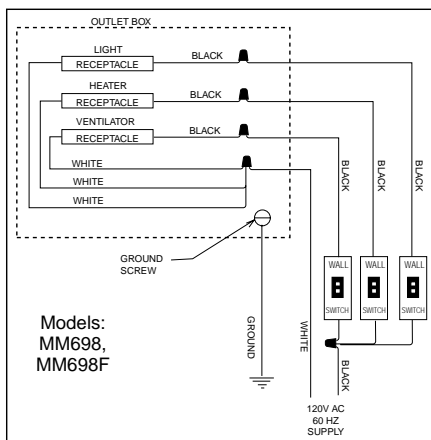 OUTLET BOX
LIGHT
RECEPTACLE
BLACK
HEATER
RECEPTACLE
BLACK
VENTILATOR
RECEPTACLE
BLACK
WHITE
WHITE
WHITE
BLACK
BLACK
BLACK
GROUND
SCREW
WALL
SWITCH
WALL
SWITCH
WALL
SWITCH
Models:
MM698,
MM698F
GROUND
WHITE
BLACK
120V AC
60 HZ
SUPPLY